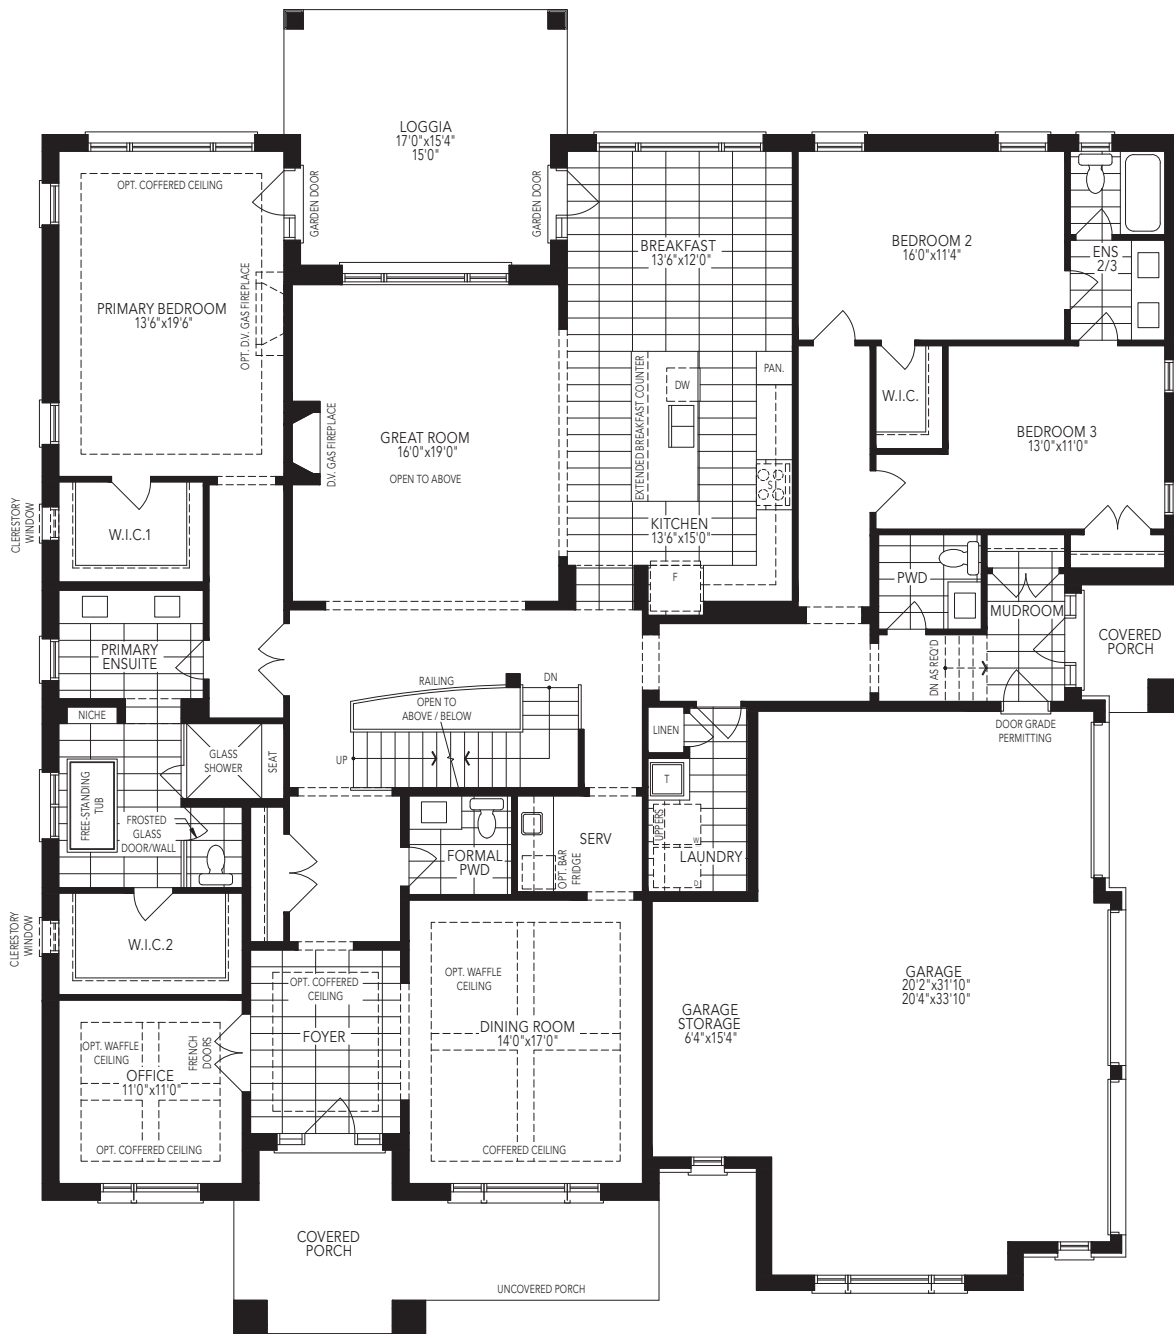 LOGGIA
17'0"x15'4"
15'0"
OPT. COFFERED CEILING
GARDEN DOOR
GARDEN DOOR
BREAKFAST
13'6"x12'0"
BEDROOM 2
16'0"x11'4"
ENS
2/3
PRIMARY BEDROOM
13'6"x19'6"
OPT. D.V. GAS FIREPLACE
EXTENDED BREAKFAST COUNTER
DW
PAN.
W.I.C.
GREAT ROOM
16'0"x19'0"
OPEN TO ABOVE
D.V. GAS FIREPLACE
BEDROOM 3
13'0"x11'0"
S
CLERESTORY
WINDOW
W.I.C.1
KITCHEN
13'6"x15'0"
F
PWD
MUDROOM
COVERED
PORCH
PRIMARY
ENSUITE
DN AS REQ'D
RAILING
DN
OPEN TO
ABOVE / BELOW
UP
NICHE
LINEN
DOOR GRADE
PERMITTING
GLASS
SHOWER
SEAT
FREE-STANDING
TUB
FROSTED
GLASS
DOOR/WALL
T
UPPERS
W
D
LAUNDRY
FORMAL
PWD
SERV
OPT. BAR
FRIDGE
CLERESTORY
WINDOW
W.I.C.2
OPT. COFFERED
CEILING
FOYER
OPT. WAFFLE
CEILING
DINING ROOM
14'0"x17'0"
COFFERED CEILING
GARAGE
20'2"x31'10"
20'4"x33'10"
GARAGE
STORAGE
6'4"x15'4"
OPT. WAFFLE
CEILING
OFFICE
11'0"x11'0"
FRENCH
DOORS
OPT. COFFERED CEILING
COVERED
PORCH
UNCOVERED PORCH